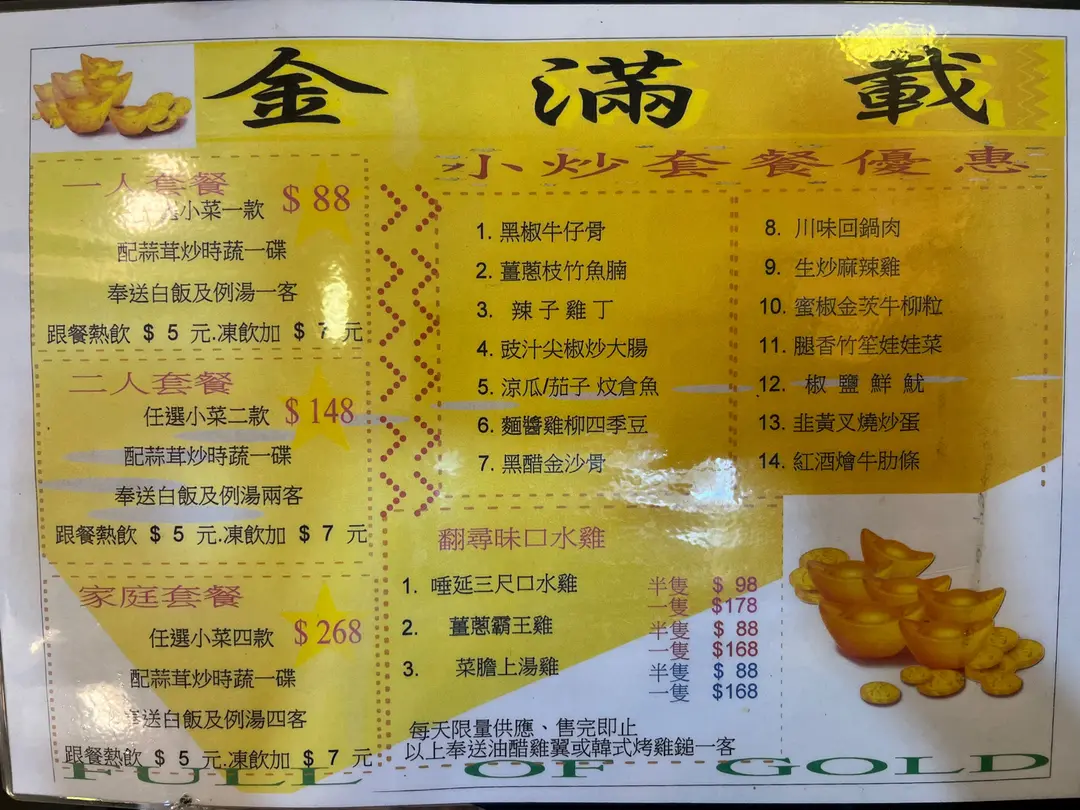 金滿載
小炒套餐優惠
一人套餐 $ 88
小菜一款
配蒜茸炒時蔬一碟
奉送白飯及例湯一客
跟餐熱飲 $ 5 元.凍飲加 $ 7 元
二人套餐
任選小菜二款 $ 148
配蒜茸炒時蔬一碟
奉送白飯及例湯兩客
跟餐熱飲 $ 5 元.凍飲加 $ 7 元
家庭套餐
任選小菜四款 $ 268
配蒜茸炒時蔬一碟
奉送白飯及例湯四客
跟餐熱飲 $ 5 元.凍飲加 $ 7 元
1. 黑椒牛仔骨
2. 薑蔥枝竹魚腩
3. 辣子雞丁
4. 豉汁尖椒炒大腸
5. 涼瓜/茄子 炆倉魚
6. 麵醬雞柳四季豆
7. 黑醋金沙骨
8. 川味回鍋肉
9. 生炒麻辣雞
10. 蜜椒金茨牛柳粒
11. 腿香竹笙娃娃菜
12. 椒鹽鮮魷
13. 韭黃叉燒炒蛋
14. 紅酒燴牛肋條
翻尋味口水雞
1. 唾延三尺口水雞 半隻 $ 98
一隻 $178
2. 薑蔥霸王雞 半隻 $ 88
一隻 $168
3. 菜膽上湯雞 半隻 $ 88
一隻 $168
每天限量供應、售完即止
以上奉送油醋雞翼或韓式烤雞鎚一客
FULL OF GOLD